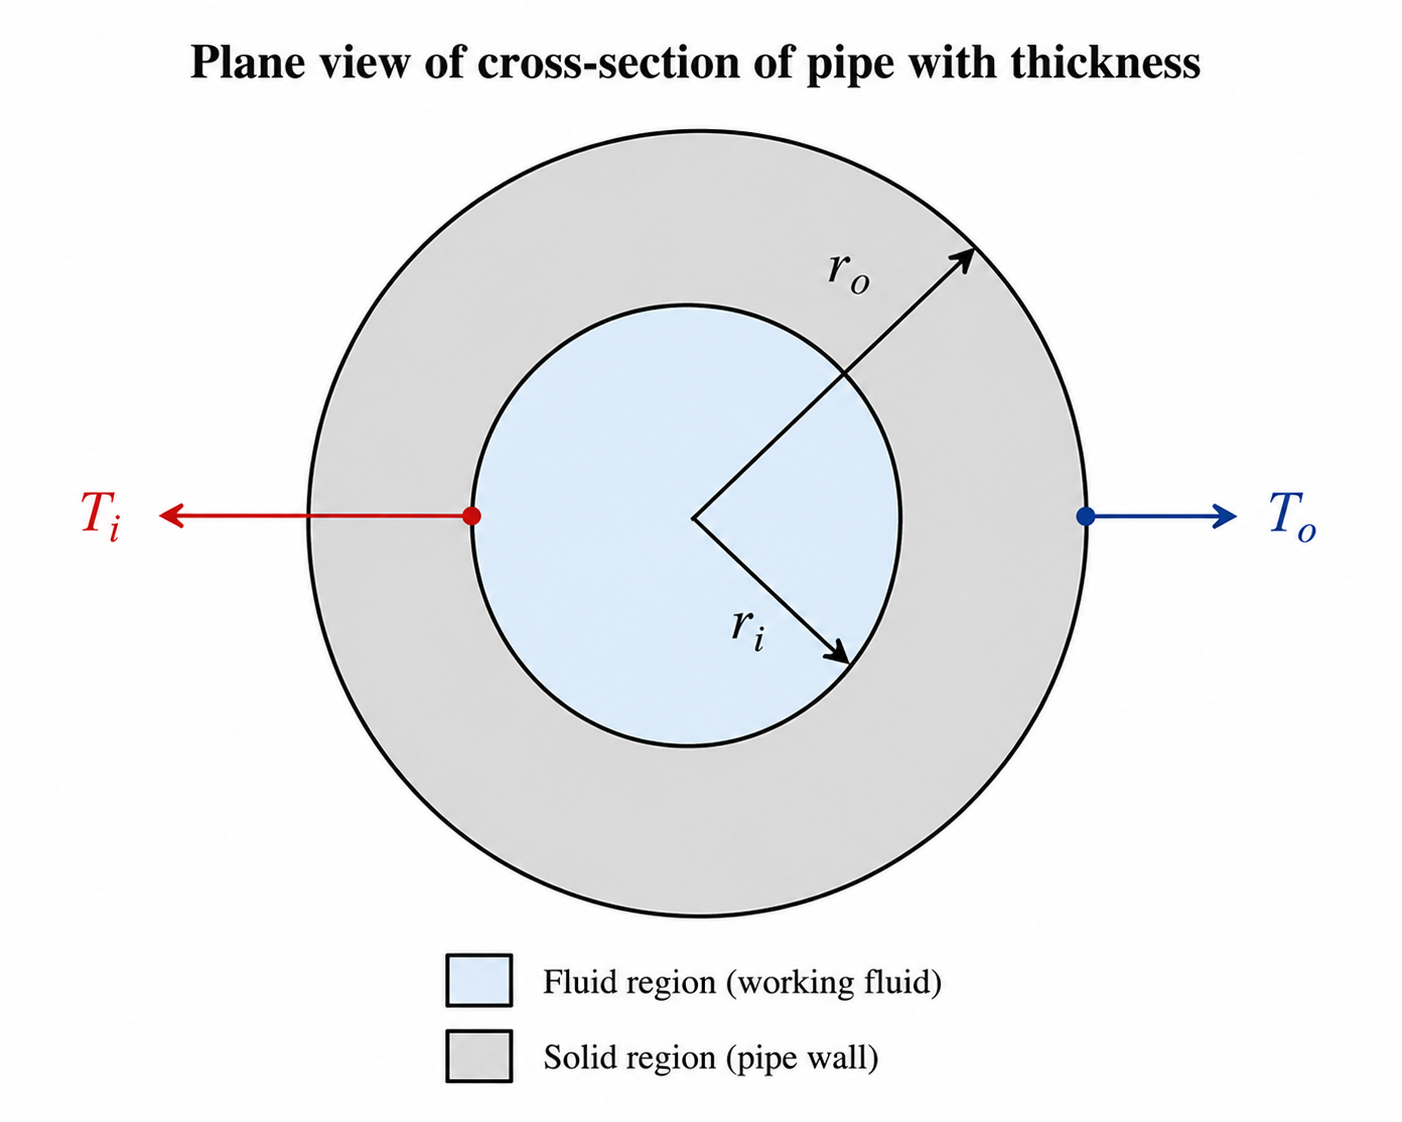 Plane view of cross-section of pipe with thickness
r_o
T_i
T_o
r_i
Fluid region (working fluid)
Solid region (pipe wall)